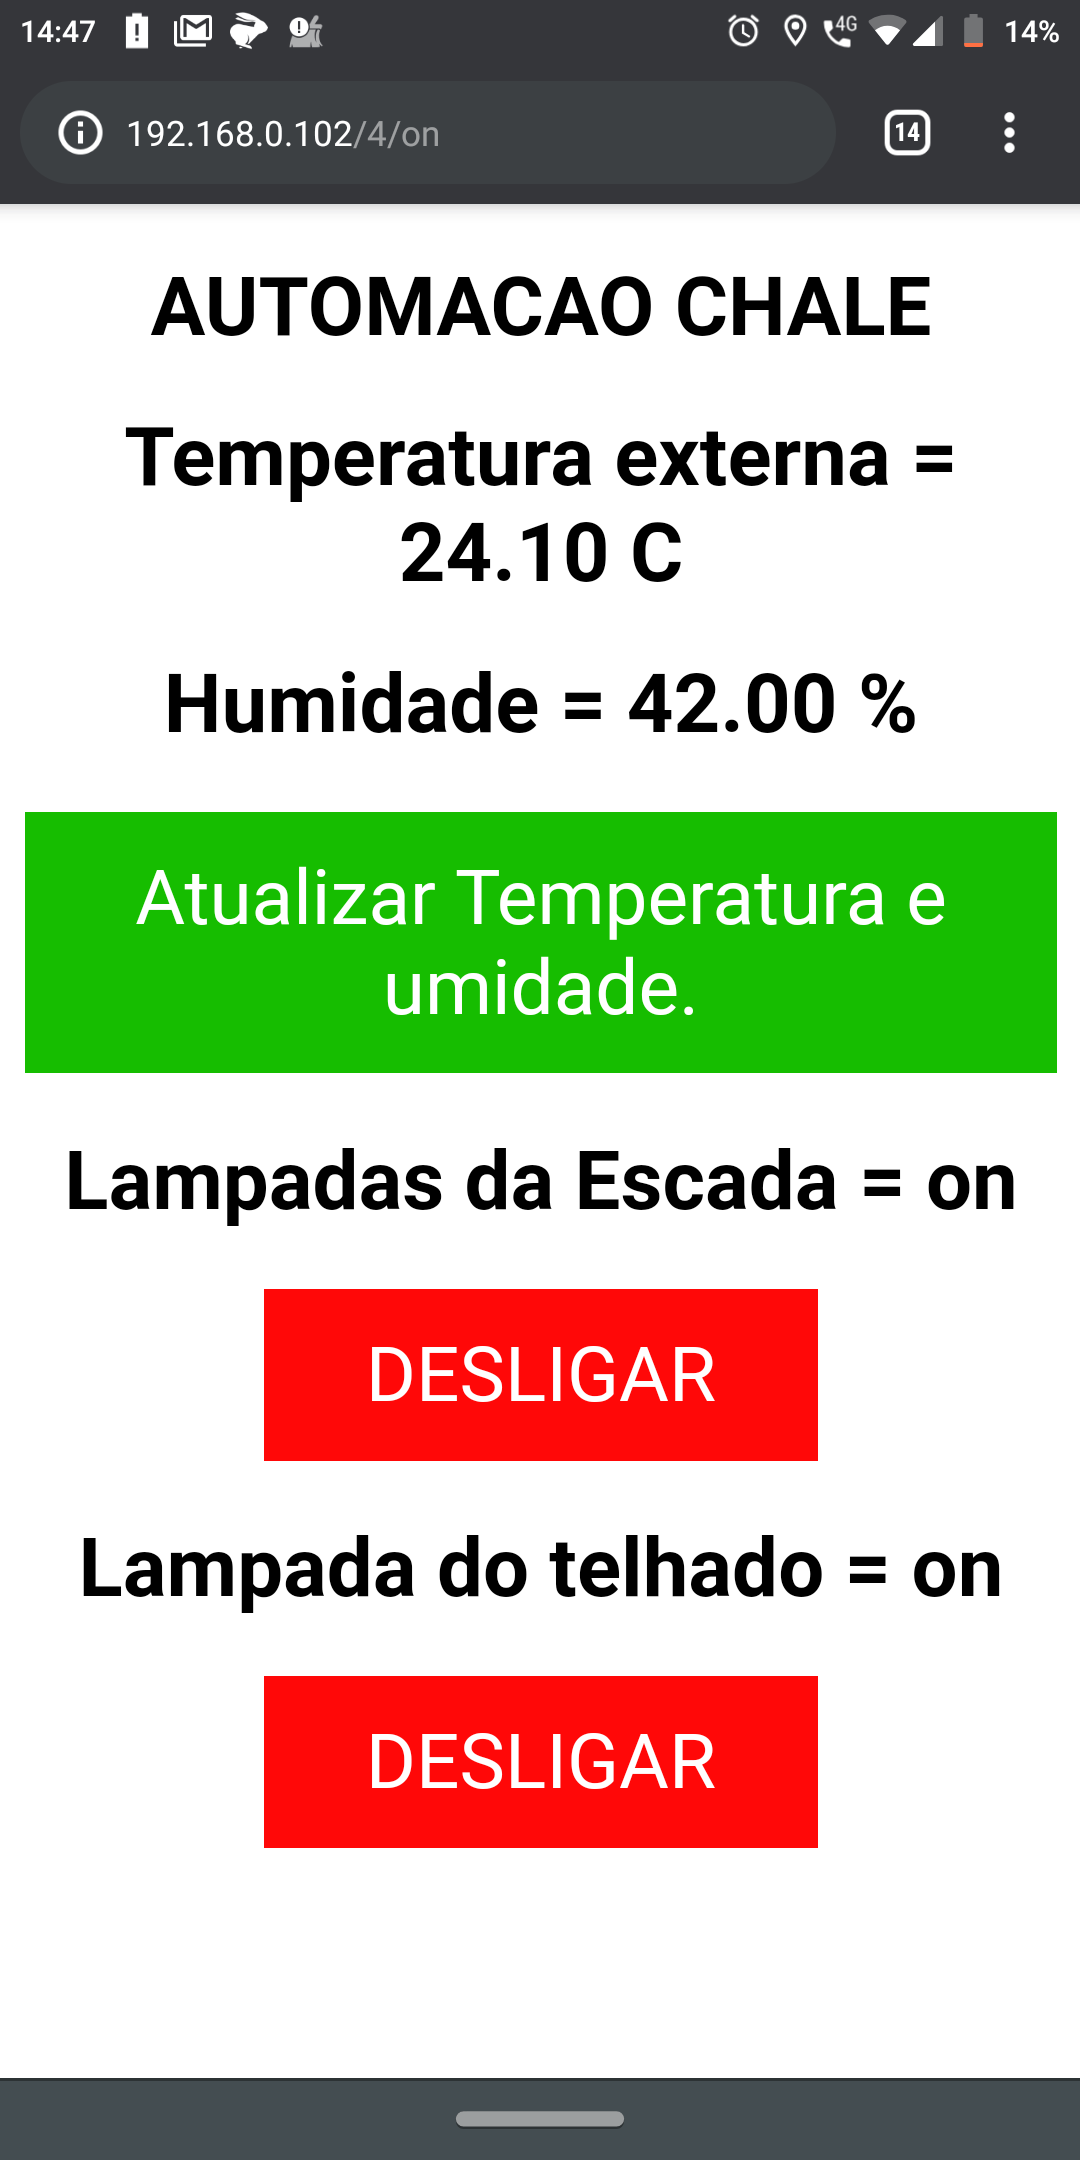 14:47
4G
14%
192.168.0.102/4/on
14
AUTOMACAO CHALE
Temperatura externa =
24.10 C
Humidade = 42.00 %
Atualizar Temperatura e
umidade.
Lampadas da Escada = on
DESLIGAR
Lampada do telhado = on
DESLIGAR